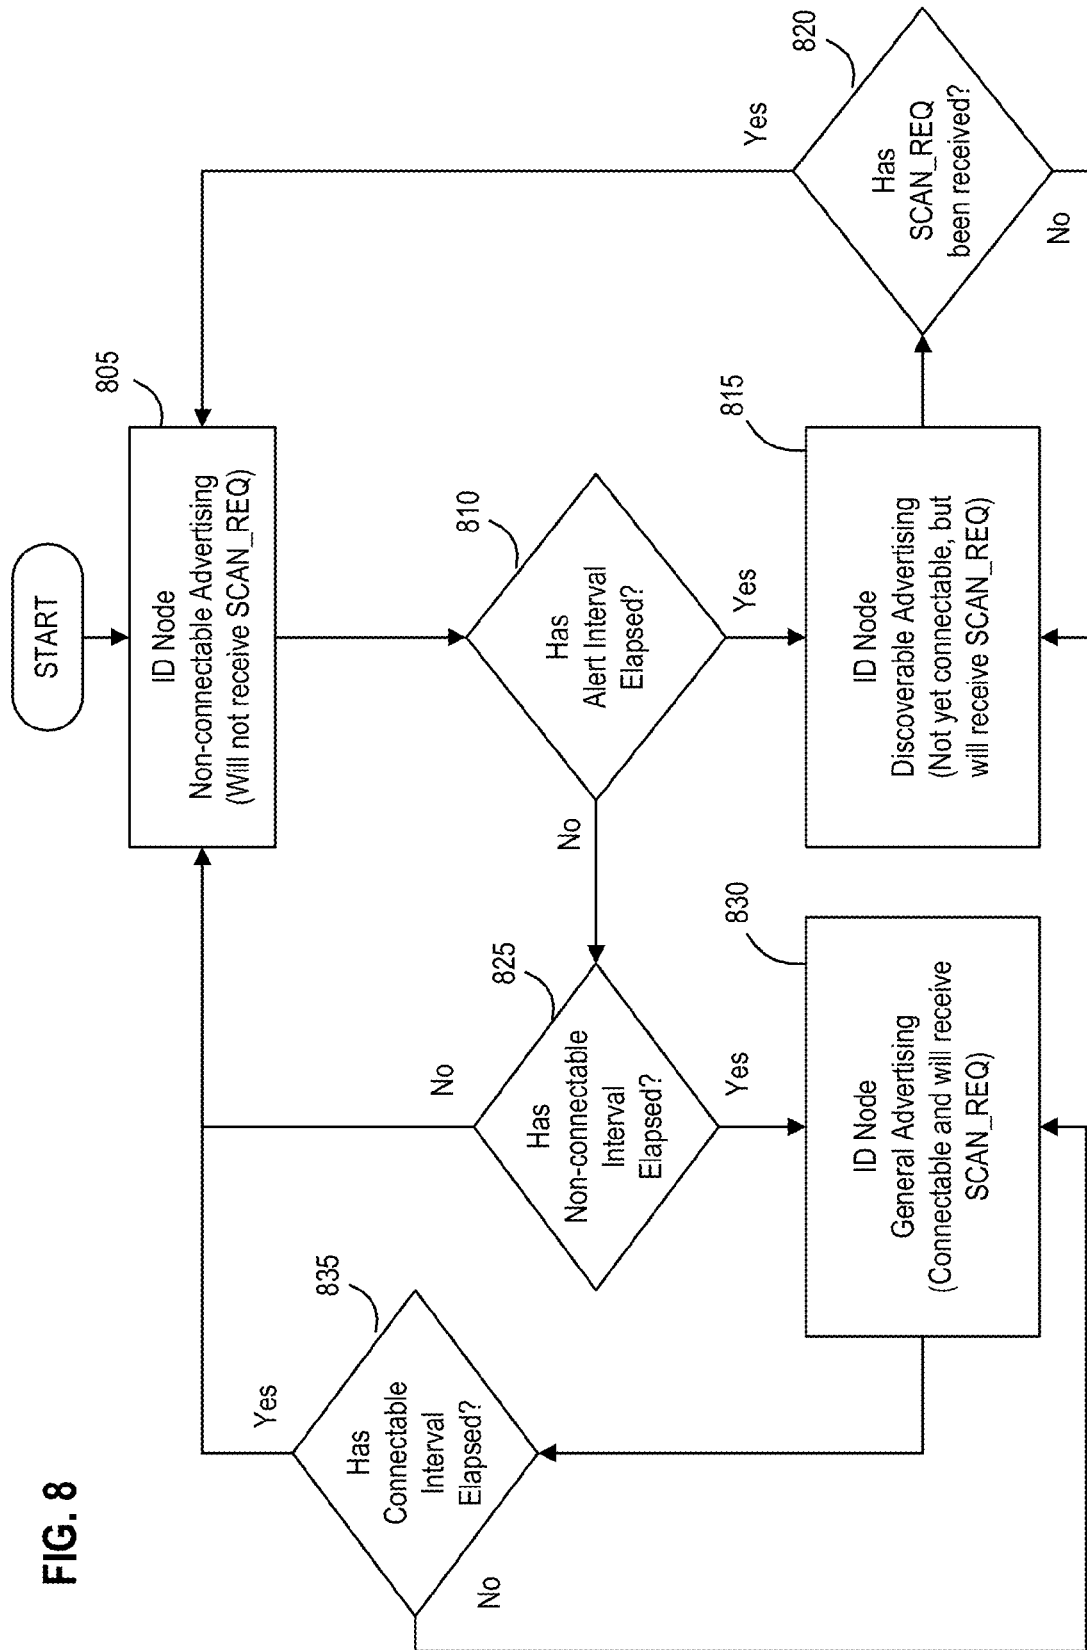 FIG. 8
START
805
ID Node
Non-connectable Advertising
(Will not receive SCAN_REQ)
810
Has
Alert Interval
Elapsed?
Yes
No
815
ID Node
Discoverable Advertising
(Not yet connectable, but
will receive SCAN_REQ)
820
Has
SCAN_REQ
been received?
Yes
No
825
Has
Non-connectable
Interval
Elapsed?
No
Yes
830
ID Node
General Advertising
(Connectable and will receive
SCAN_REQ)
835
Has
Connectable
Interval
Elapsed?
Yes
No